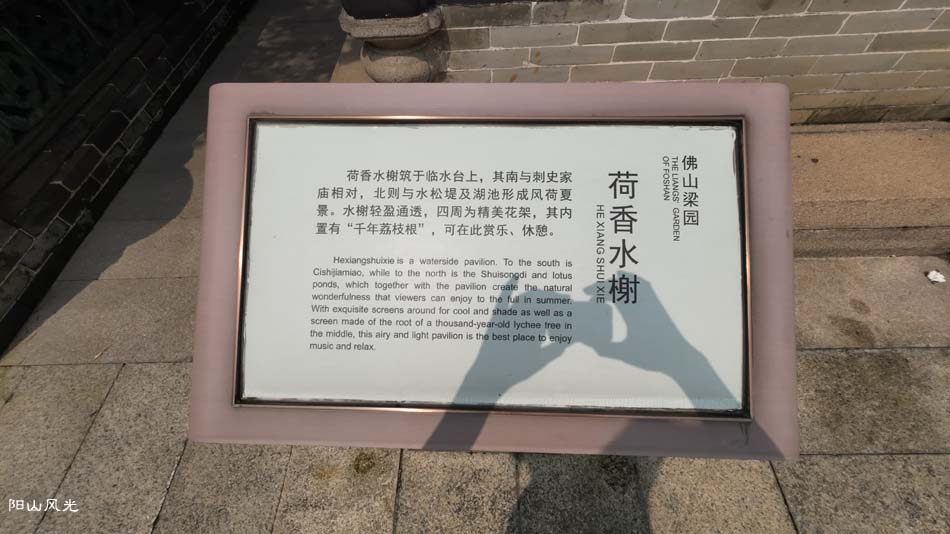 佛山梁园
THE LIANGS' GARDEN
OF FOSHAN
荷香水榭
HE XIANG SHUI XIE
荷香水榭筑于临水台上，其南与刺史家
庙相对，北则与水松堤及湖池形成风荷夏
景。水榭轻盈通透，四周为精美花架，其内
置有“千年荔枝根”，可在此赏乐、休憩。
Hexiangshuixie is a waterside pavilion. To the south is
Cishijiamiao, while to the north is the Shuisongdi and lotus
ponds, which together with the pavilion create the natural
wonderfulness that viewers can enjoy to the full in summer.
With exquisite screens around for cool and shade as well as a
screen made of the root of a thousand-year-old lychee tree in
the middle, this airy and light pavilion is the best place to enjoy
music and relax.
阳山风光